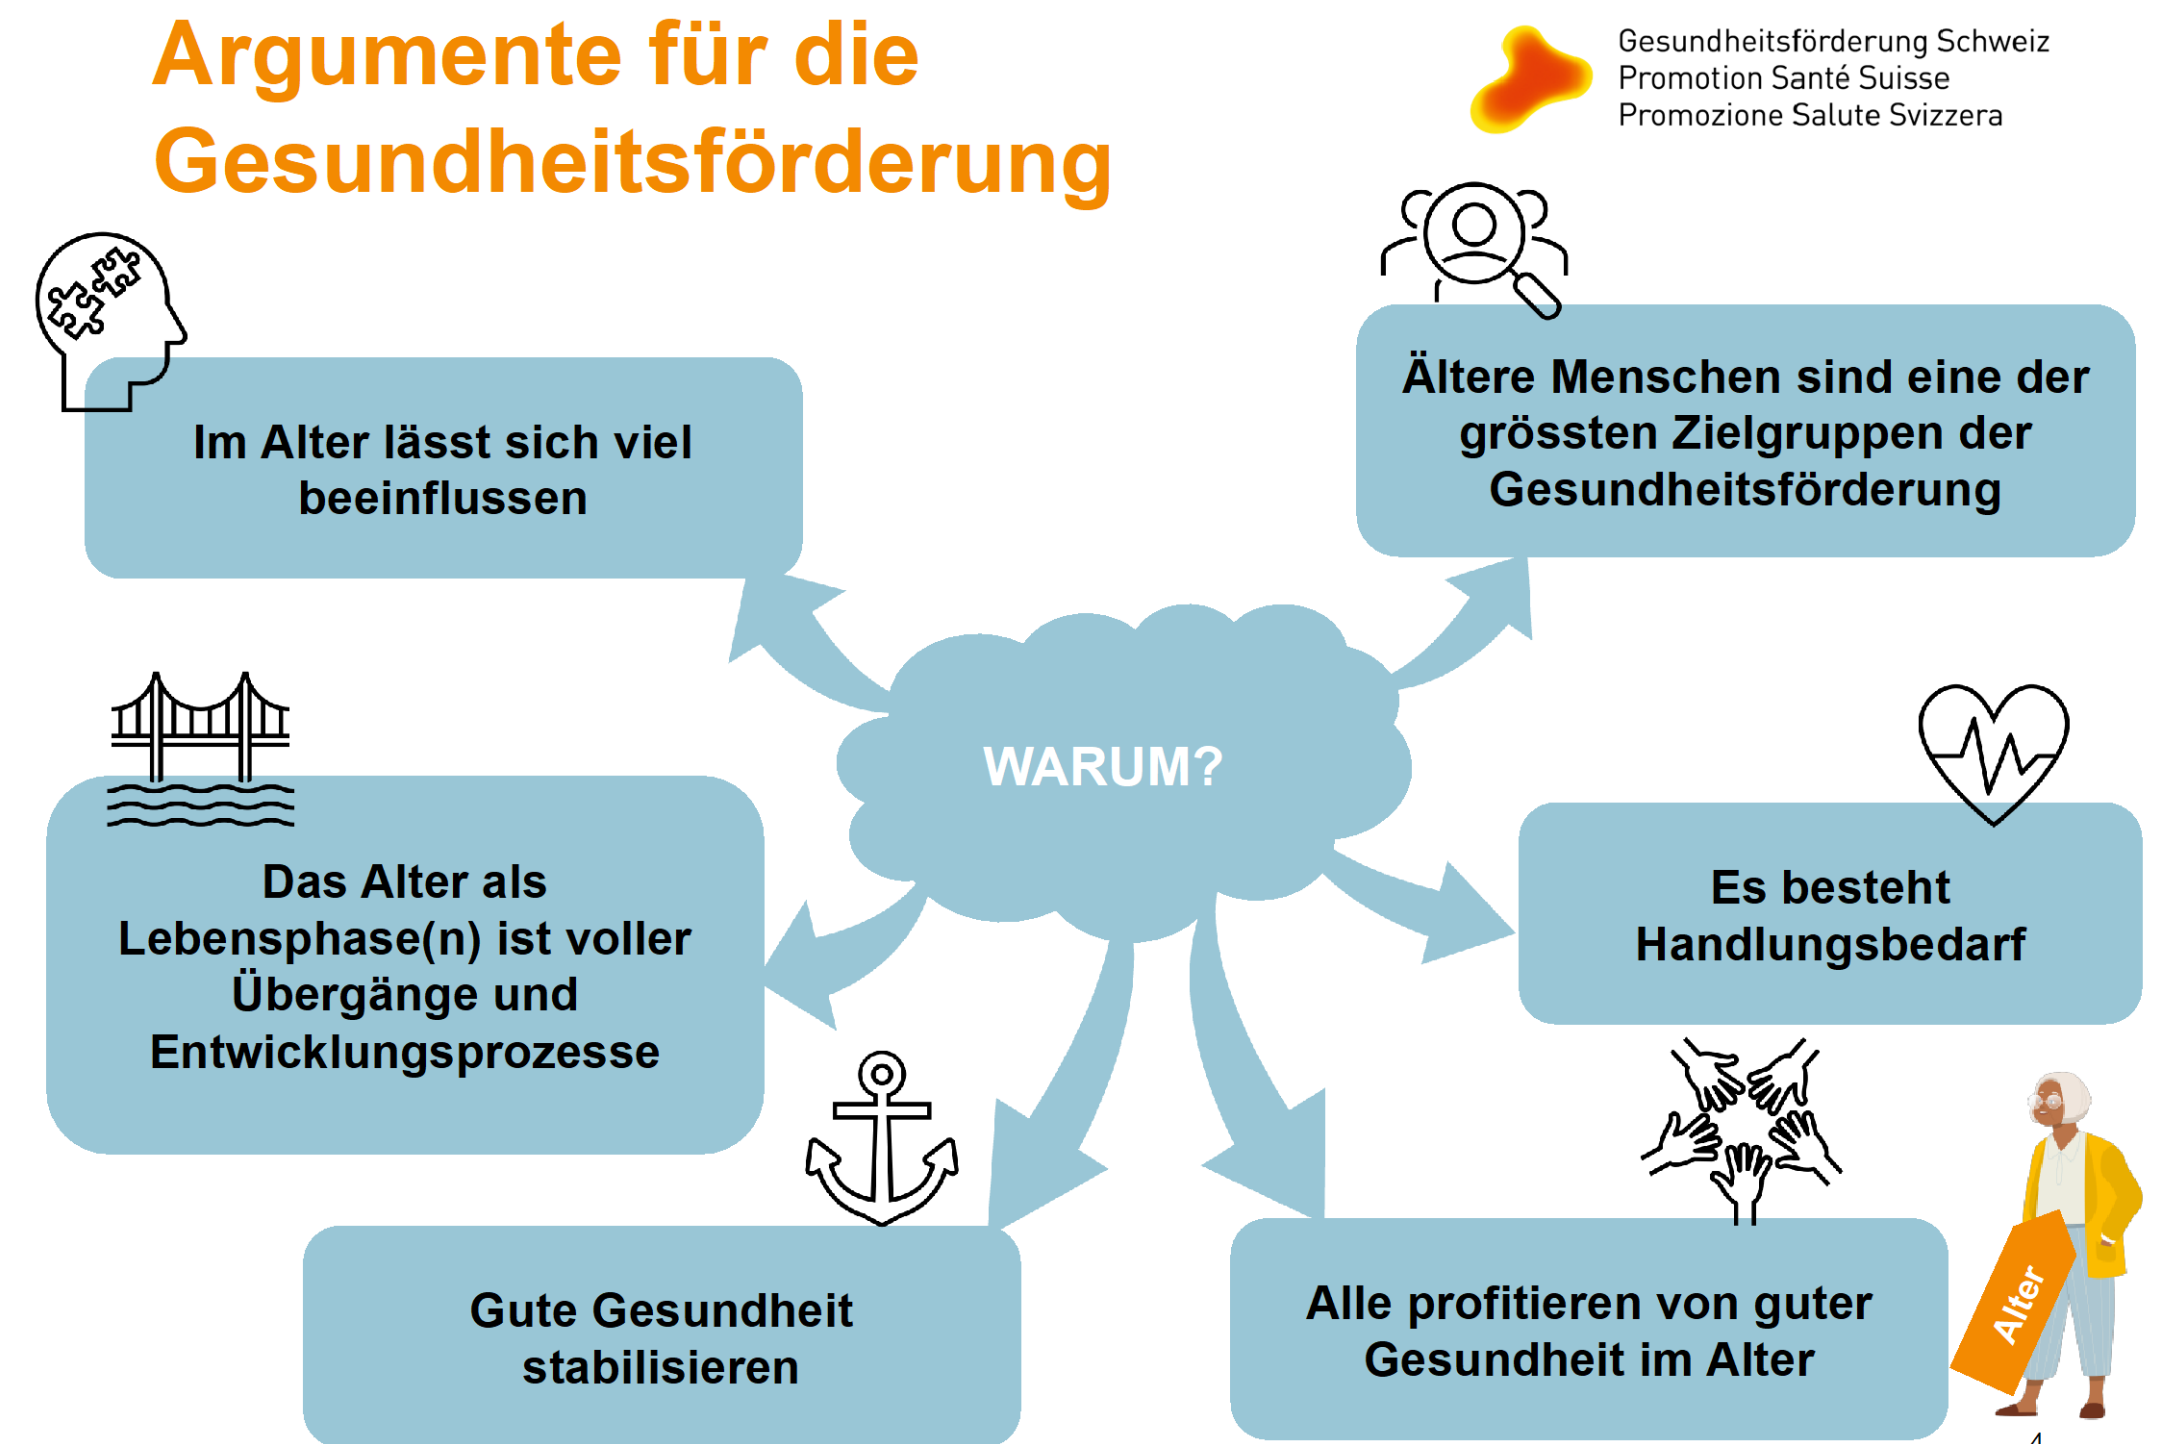 Argumente für die
Gesundheitsförderung
Gesundheitsförderung Schweiz
Promotion Santé Suisse
Promozione Salute Svizzera
Im Alter lässt sich viel
beeinflussen
Ältere Menschen sind eine der
grössten Zielgruppen der
Gesundheitsförderung
WARUM?
Das Alter als
Lebensphase(n) ist voller
Übergänge und
Entwicklungsprozesse
Es besteht
Handlungsbedarf
Gute Gesundheit
stabilisieren
Alle profitieren von guter
Gesundheit im Alter
Alter
4